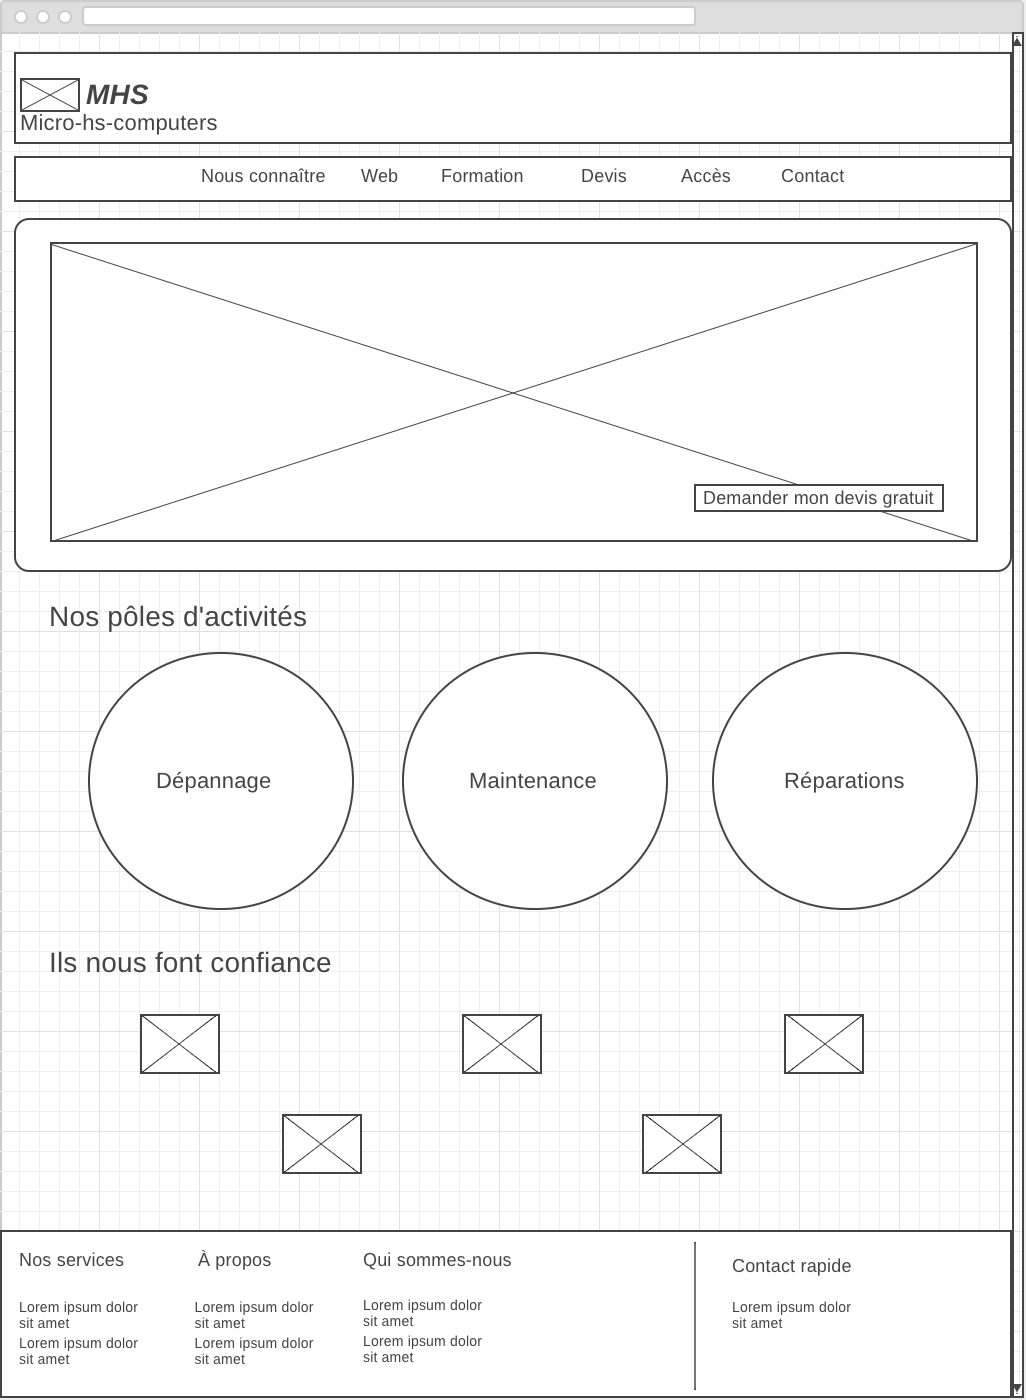 MHS
Micro-hs-computers
Nous connaître Web Formation Devis Accès Contact
Demander mon devis gratuit
Nos pôles d'activités
Dépannage
Maintenance
Réparations
Ils nous font confiance
Nos services
Lorem ipsum dolor
sit amet
Lorem ipsum dolor
sit amet
À propos
Lorem ipsum dolor
sit amet
Lorem ipsum dolor
sit amet
Qui sommes-nous
Lorem ipsum dolor
sit amet
Lorem ipsum dolor
sit amet
Contact rapide
Lorem ipsum dolor
sit amet